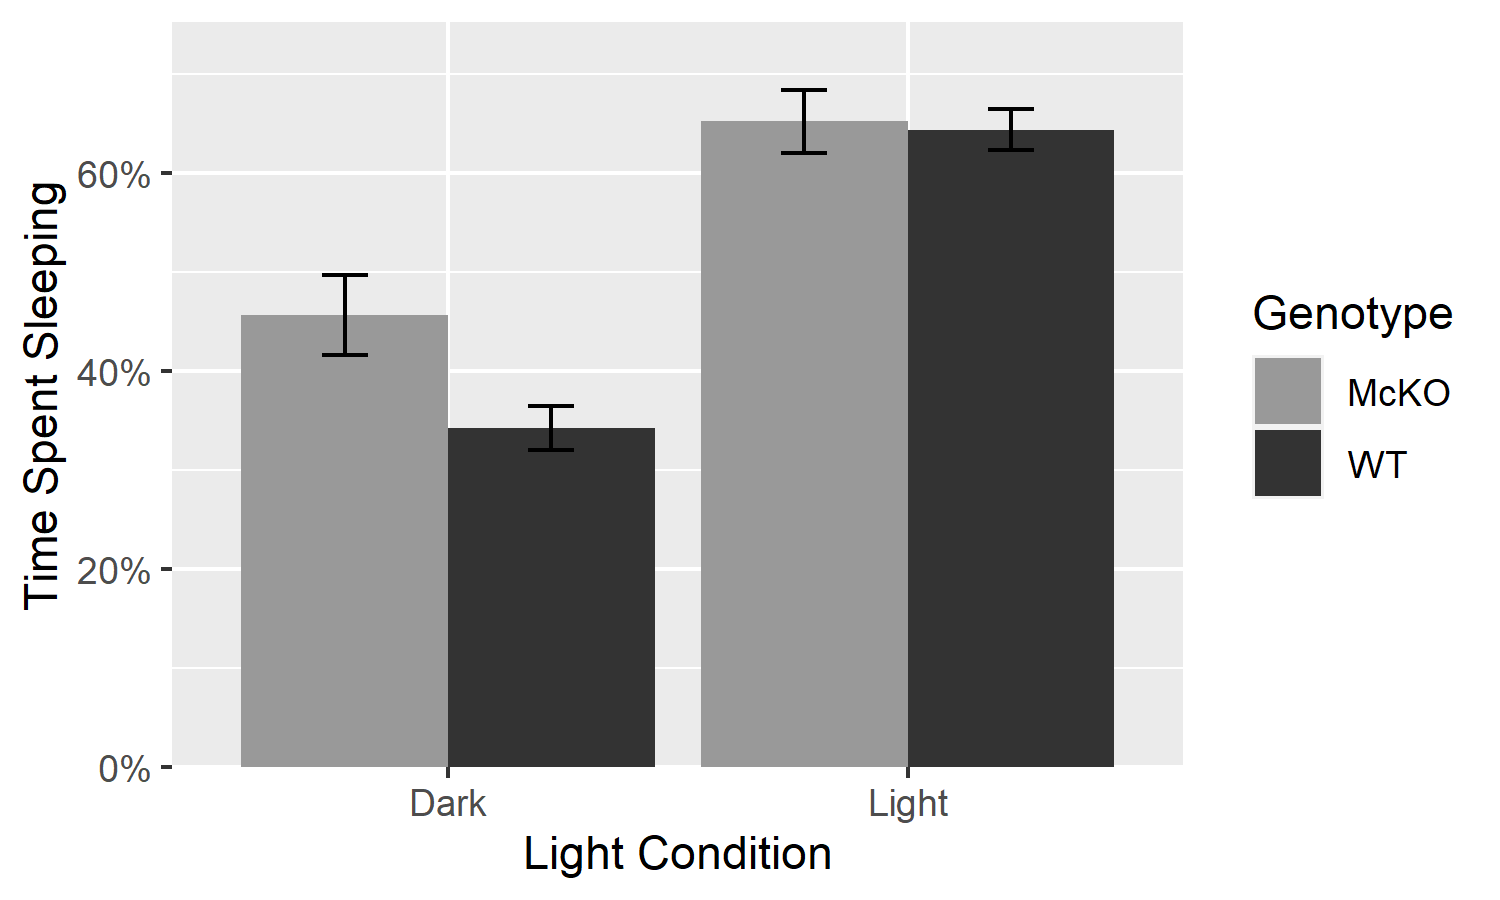 Time Spent Sleeping
60%
40%
20%
0%
Dark
Light
Light Condition
Genotype
McKO
WT